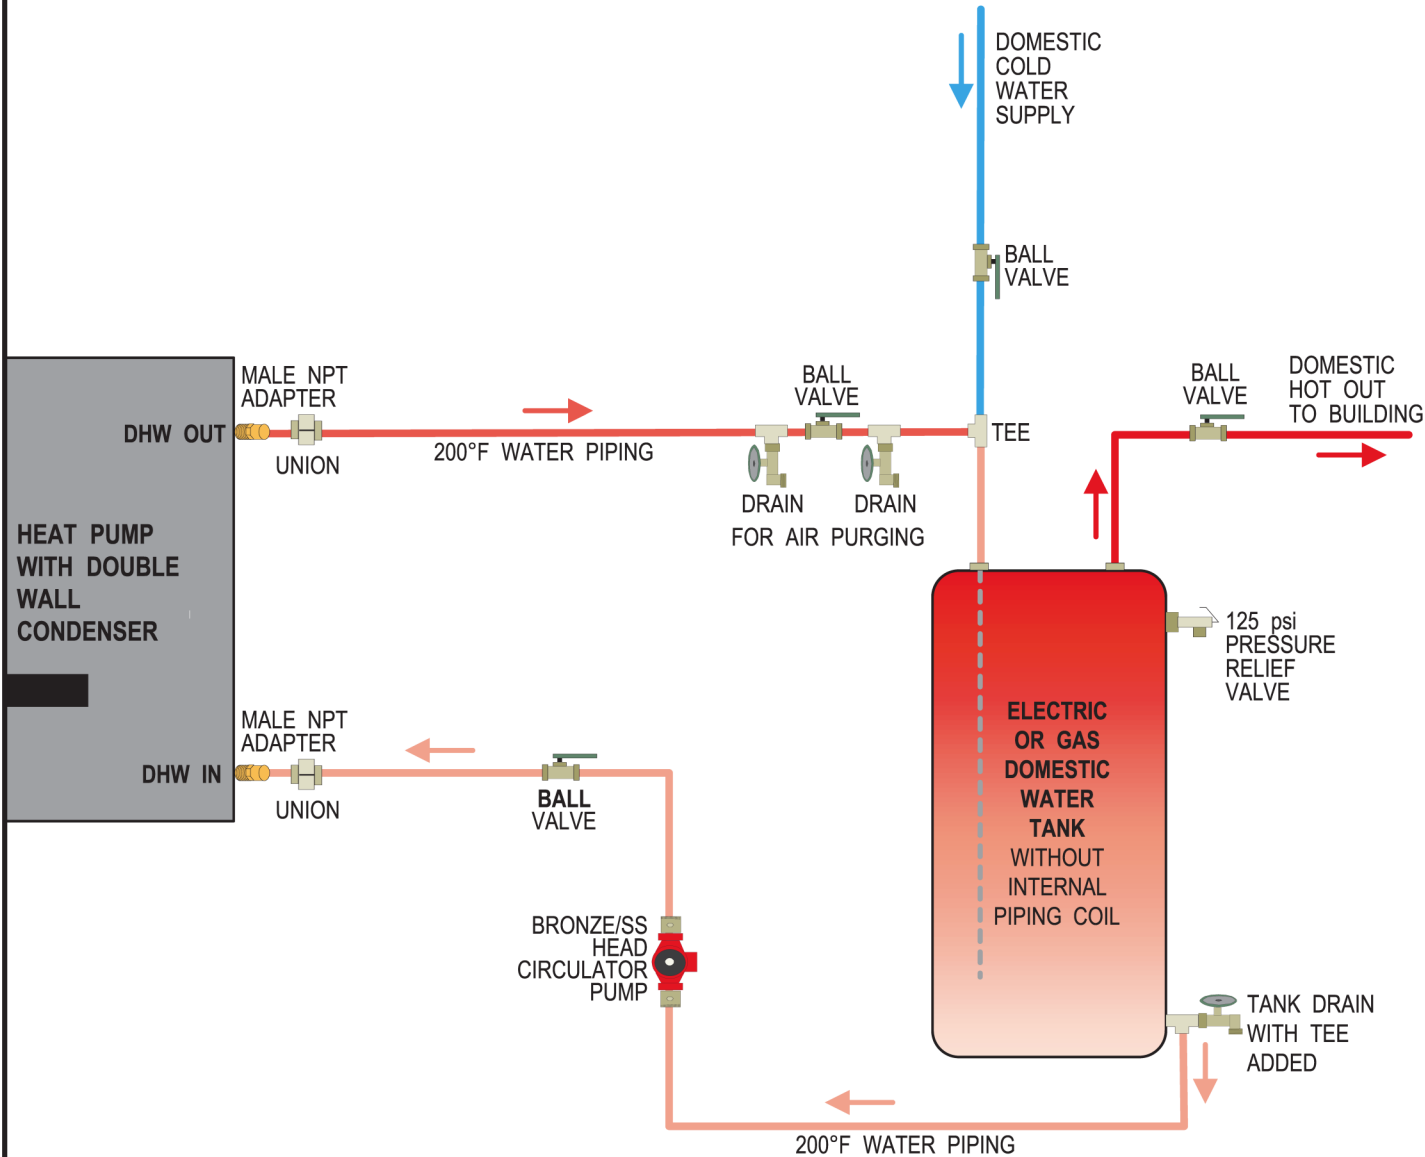 DOMESTIC
COLD
WATER
SUPPLY
BALL
VALVE
MALE NPT
ADAPTER
DHW OUT
UNION
200°F WATER PIPING
BALL
VALVE
DRAIN
DRAIN
FOR AIR PURGING
TEE
BALL
VALVE
DOMESTIC
HOT OUT
TO BUILDING
HEAT PUMP
WITH DOUBLE
WALL
CONDENSER
125 psi
PRESSURE
RELIEF
VALVE
MALE NPT
ADAPTER
DHW IN
UNION
BALL
VALVE
ELECTRIC
OR GAS
DOMESTIC
WATER
TANK
WITHOUT
INTERNAL
PIPING COIL
BRONZE/SS
HEAD
CIRCULATOR
PUMP
TANK DRAIN
WITH TEE
ADDED
200°F WATER PIPING